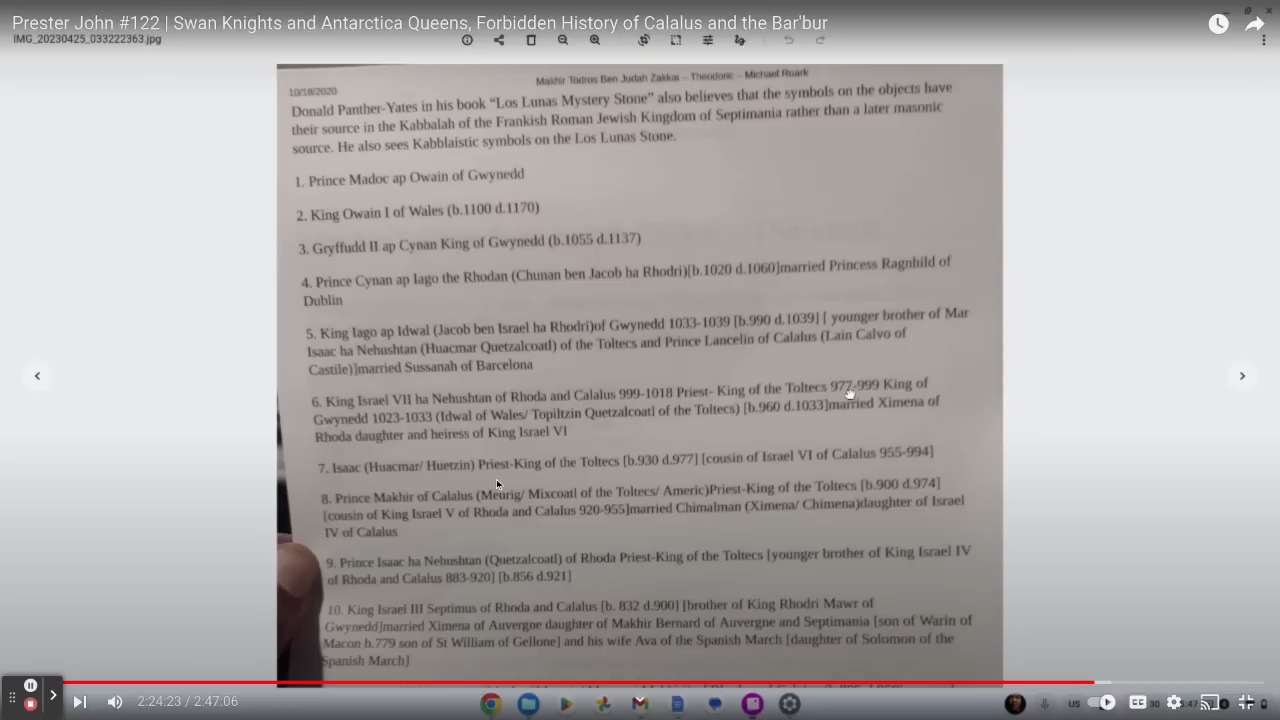 Prester John #122 | Swan Knights and Antarctica Queens, Forbidden History of Calalus and the Bar'bur
IMG_20230425_033222363.jpg
10/18/2020
Makhir Todros Ben Judah Zakkai – Theodoric – Michael Ruark
Donald Panther-Yates in his book “Los Lunas Mystery Stone” also believes that the symbols on the objects have
their source in the Kabbalah of the Frankish Roman Jewish Kingdom of Septimania rather than a later masonic
source. He also sees Kabblaistic symbols on the Los Lunas Stone.
1. Prince Madoc ap Owain of Gwynedd
2. King Owain I of Wales (b.1100 d.1170)
3. Gryffudd II ap Cynan King of Gwynedd (b.1055 d.1137)
4. Prince Cynan ap Iago the Rhodan (Chunan ben Jacob ha Rhodri)[b.1020 d.1060]married Princess Ragnhild of
Dublin
5. King Iago ap Idwal (Jacob ben Israel ha Rhodri)of Gwynedd 1033-1039 [b.990 d.1039] [ younger brother of Mar
Isaac ha Nehushtan (Huacmar Quetzalcoatl) of the Toltecs and Prince Lancelin of Calalus (Lain Calvo of
Castile)]married Sussanah of Barcelona
6. King Israel VII ha Nehushtan of Rhoda and Calalus 999-1018 Priest- King of the Toltecs 977-999 King of
Gwynedd 1023-1033 (Idwal of Wales/ Topiltzin Quetzalcoatl of the Toltecs) [b.960 d.1033]married Ximena of
Rhoda daughter and heiress of King Israel VI
7. Isaac (Huacmar/ Huetzin) Priest-King of the Toltecs [b.930 d.977] [cousin of Israel VI of Calalus 955-994]
8. Prince Makhir of Calalus (Meurig/ Mixcoatl of the Toltecs/ Americ)Priest-King of the Toltecs [b.900 d.974]
[cousin of King Israel V of Rhoda and Calalus 920-955]married Chimalman (Ximena/ Chimena)daughter of Israel
IV of Calalus
9. Prince Isaac ha Nehushtan (Quetzalcoatl) of Rhoda Priest-King of the Toltecs [younger brother of King Israel IV
of Rhoda and Calalus 883-920] [b.856 d.921]
10. King Israel III Septimus of Rhoda and Calalus [b. 832 d.900] [brother of King Rhodri Mawr of
Gwynedd]married Ximena of Auvergne daughter of Makhir Bernard of Auvergne and Septimania [son of Warin of
Macon b.779 son of St William of Gellone] and his wife Ava of the Spanish March [daughter of Solomon of the
Spanish March]
2:24:23 / 2:47:06
CC
US